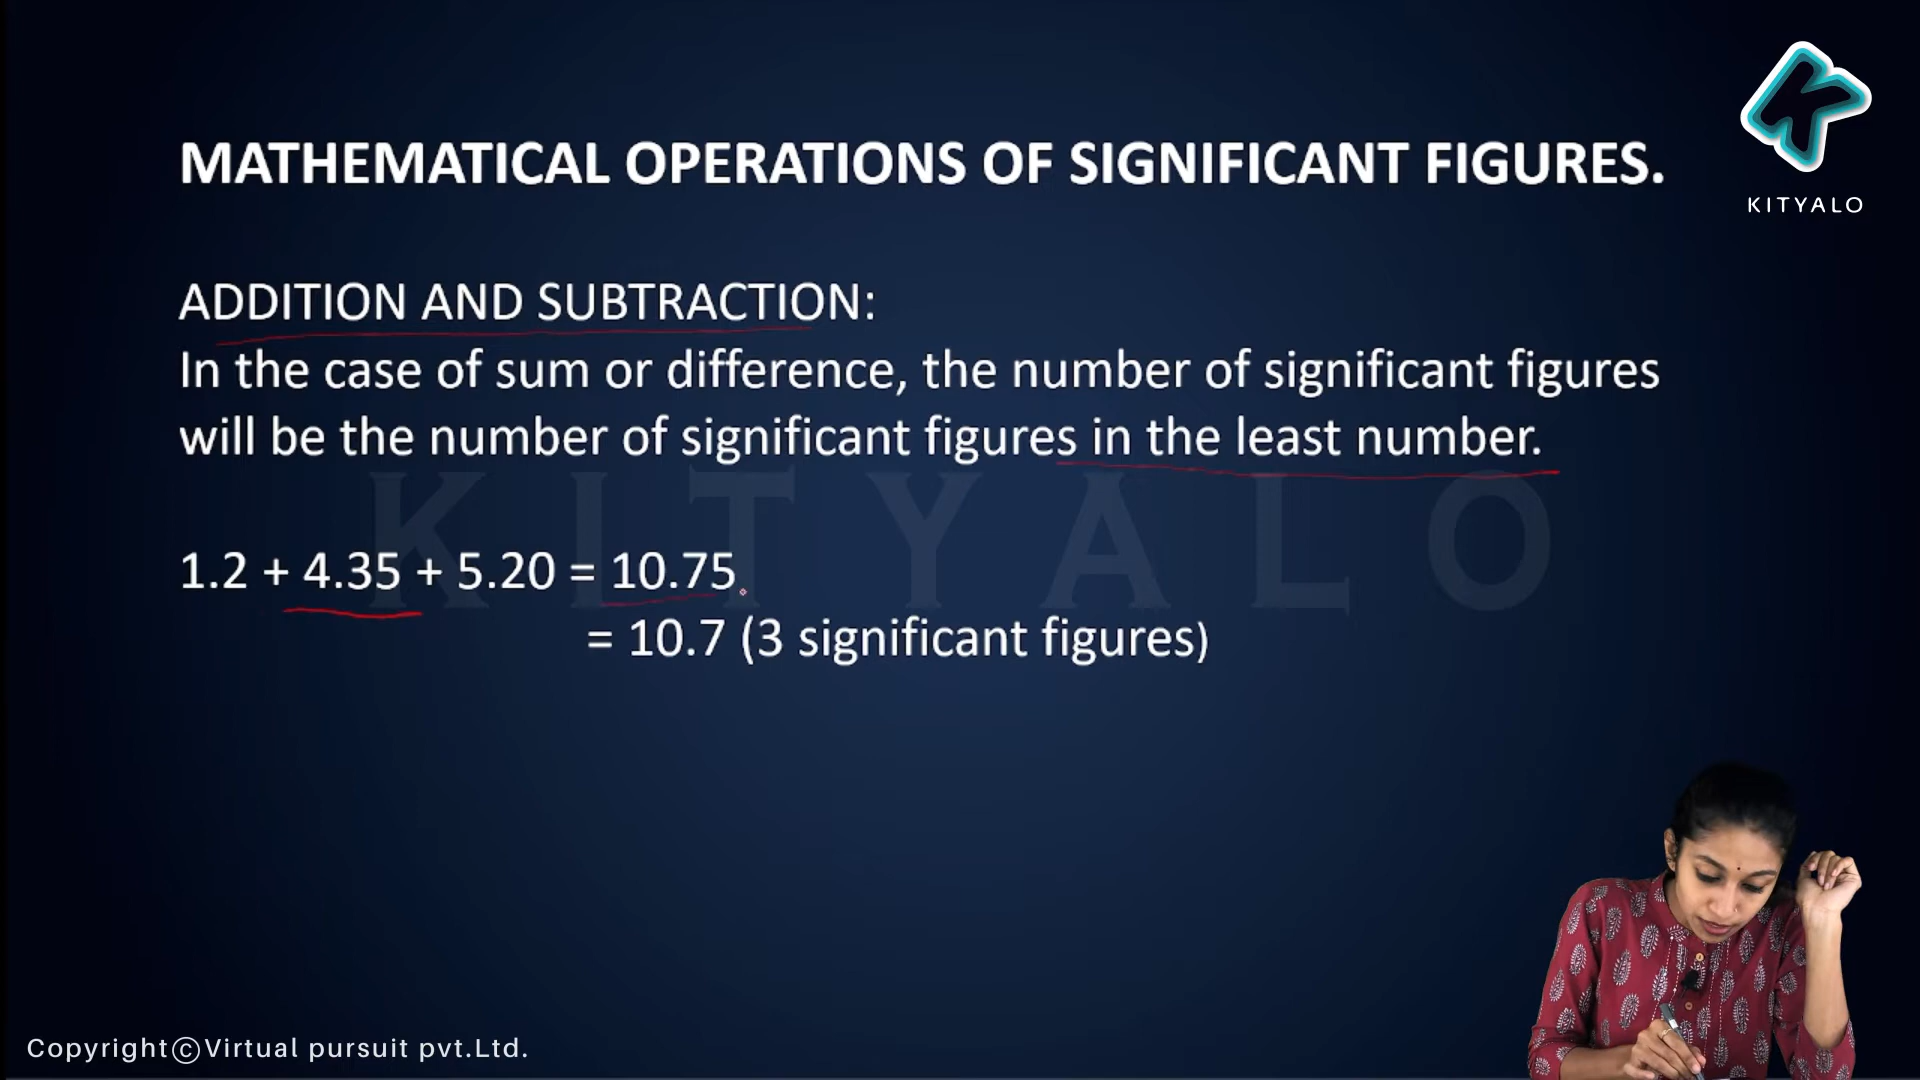 KITYALO
MATHEMATICAL OPERATIONS OF SIGNIFICANT FIGURES.
ADDITION AND SUBTRACTION:
In the case of sum or difference, the number of significant figures
will be the number of significant figures in the least number.
KITYALO
1.2 + 4.35 + 5.20 = 10.75
= 10.7 (3 significant figures)
Copyright©Virtual pursuit pvt.Ltd.